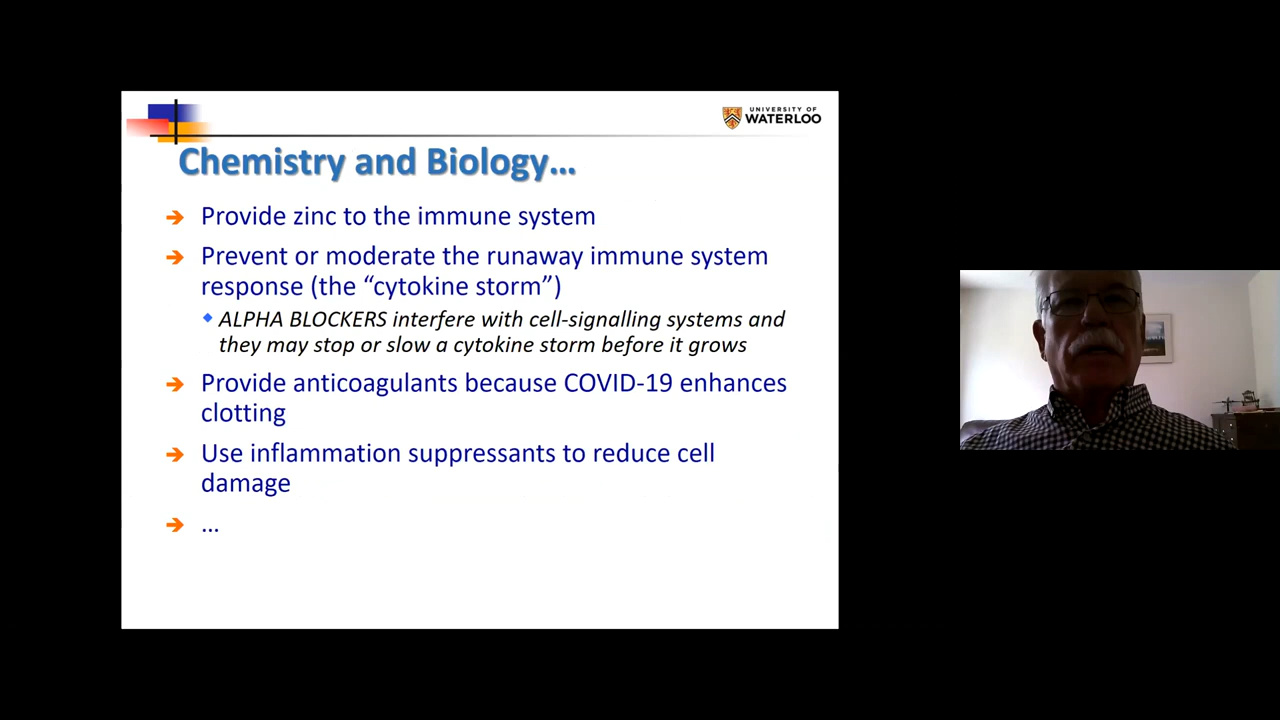 UNIVERSITY OF
WATERLOO
Chemistry and Biology...
Provide zinc to the immune system
Prevent or moderate the runaway immune system
response (the “cytokine storm”)
ALPHA BLOCKERS interfere with cell-signalling systems and
they may stop or slow a cytokine storm before it grows
Provide anticoagulants because COVID-19 enhances
clotting
Use inflammation suppressants to reduce cell
damage
...